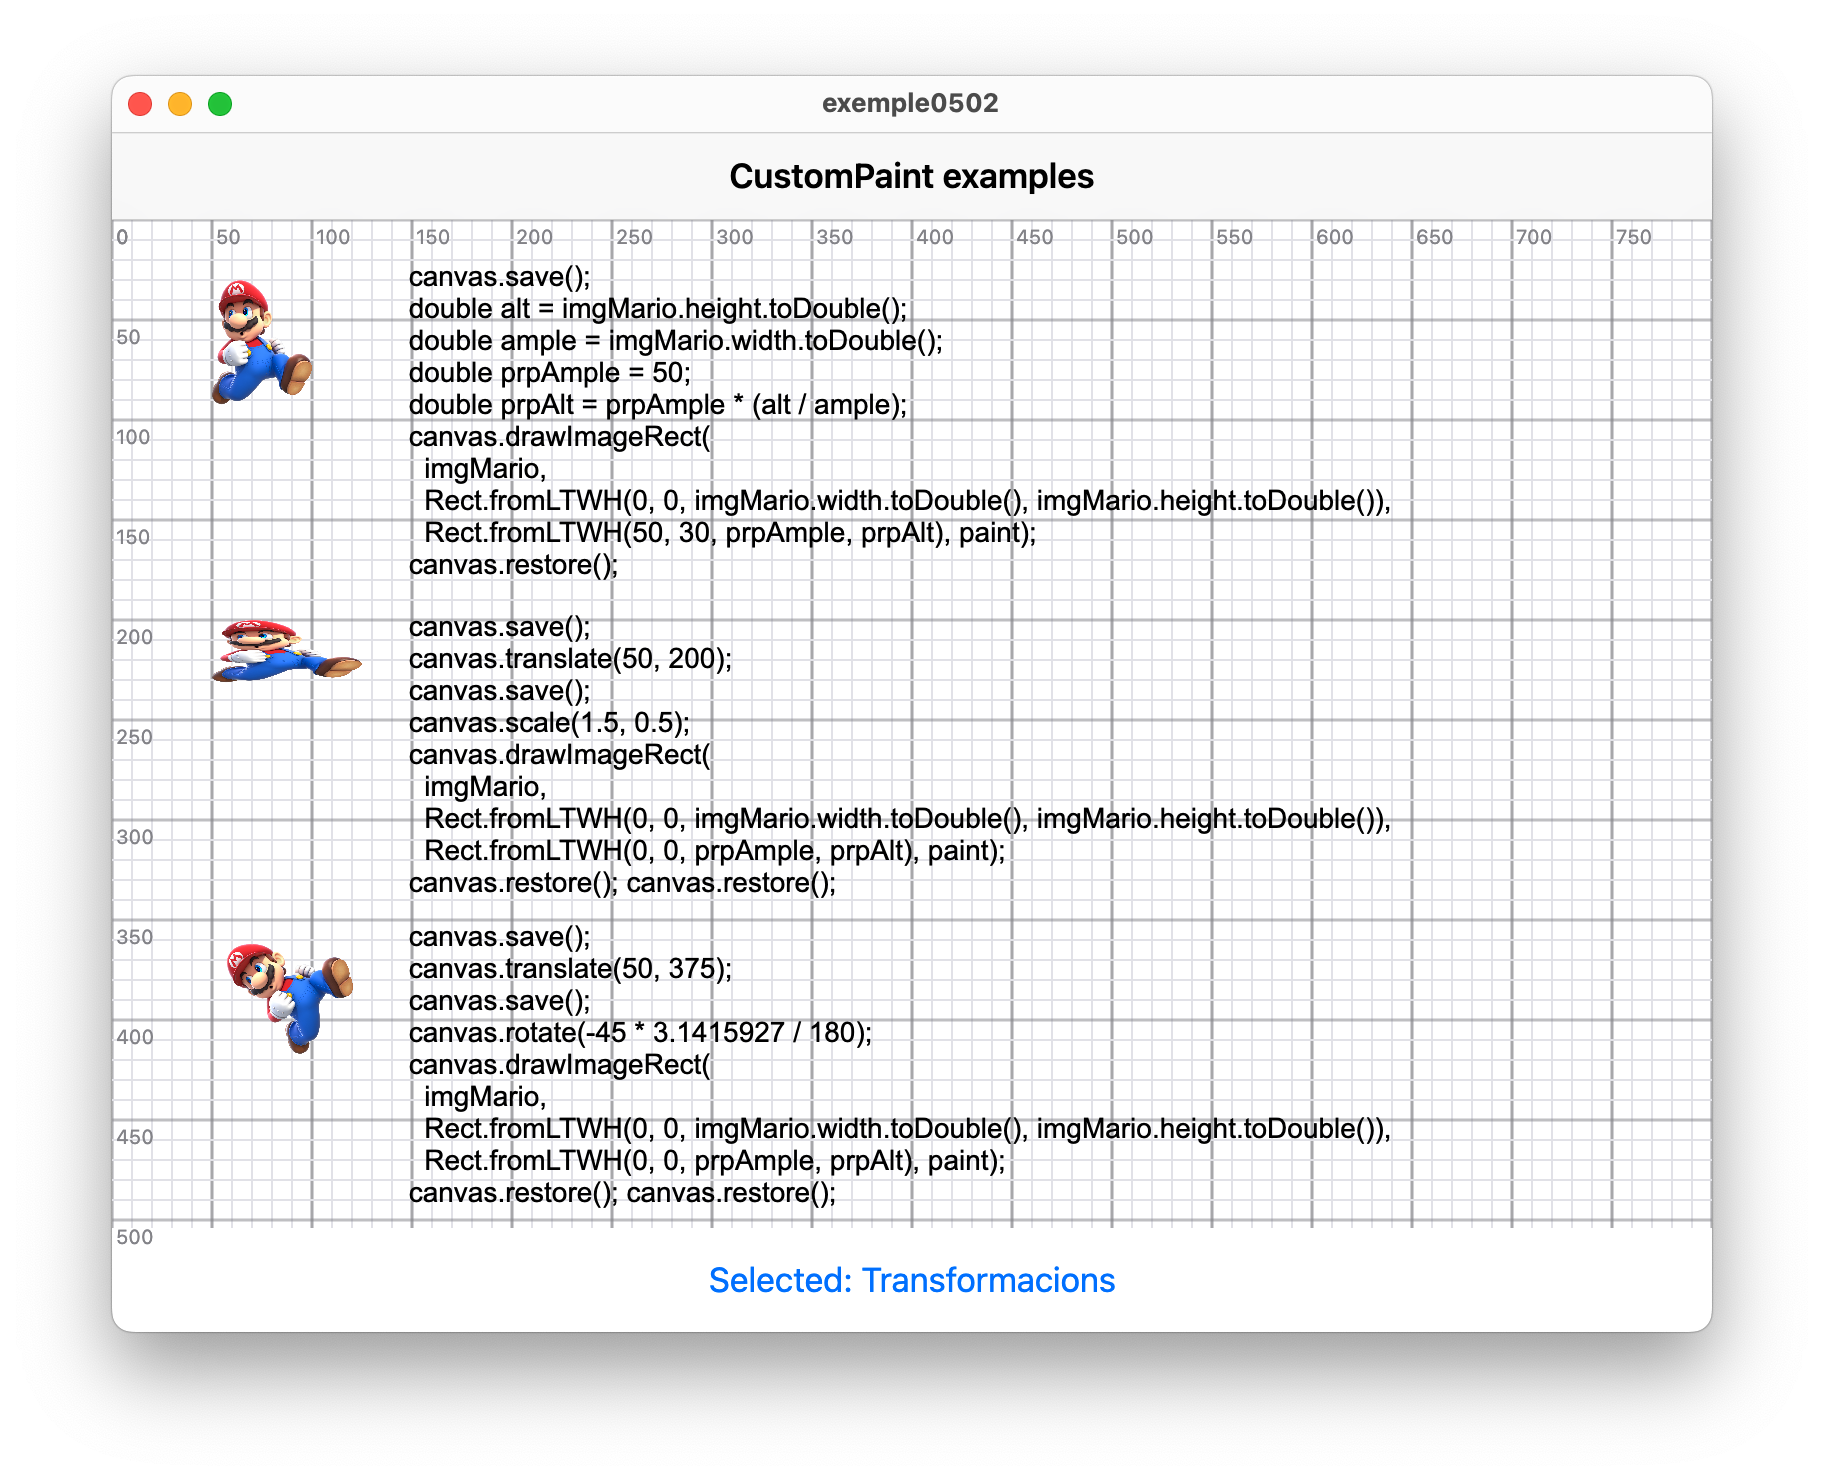 exemple0502
CustomPaint examples
0 50 100 150 200 250 300 350 400 450 500 550 600 650 700 750
canvas.save();
double alt = imgMario.height.toDouble();
50
double ample = imgMario.width.toDouble();
double prpAmple = 50;
double prpAlt = prpAmple * (alt / ample);
100
canvas.drawImageRect(
imgMario,
Rect.fromLTWH(0, 0, imgMario.width.toDouble(), imgMario.height.toDouble()),
150
Rect.fromLTWH(50, 30, prpAmple, prpAlt), paint);
canvas.restore();
200
canvas.save();
canvas.translate(50, 200);
canvas.save();
canvas.scale(1.5, 0.5);
250
canvas.drawImageRect(
imgMario,
Rect.fromLTWH(0, 0, imgMario.width.toDouble(), imgMario.height.toDouble()),
300
Rect.fromLTWH(0, 0, prpAmple, prpAlt), paint);
canvas.restore(); canvas.restore();
350
canvas.save();
canvas.translate(50, 375);
canvas.save();
400
canvas.rotate(-45 * 3.1415927 / 180);
canvas.drawImageRect(
imgMario,
Rect.fromLTWH(0, 0, imgMario.width.toDouble(), imgMario.height.toDouble()),
450
Rect.fromLTWH(0, 0, prpAmple, prpAlt), paint);
canvas.restore(); canvas.restore();
500
Selected: Transformacions